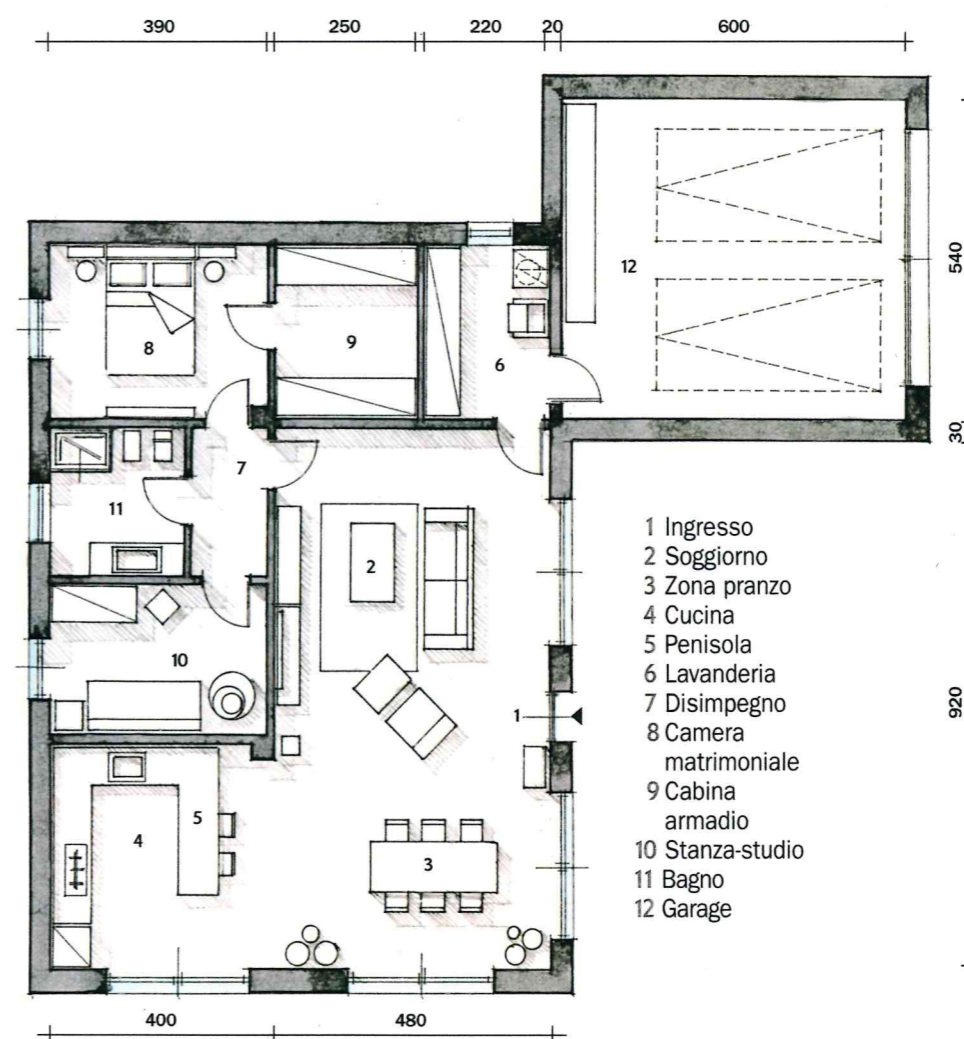 390 250 220 20 600
540
30
920
8
9
6
12
7
11
2
10
1
5
4
3
1 Ingresso
2 Soggiorno
3 Zona pranzo
4 Cucina
5 Penisola
6 Lavanderia
7 Disimpegno
8 Camera
matrimoniale
9 Cabina
armadio
10 Stanza-studio
11 Bagno
12 Garage
400 480